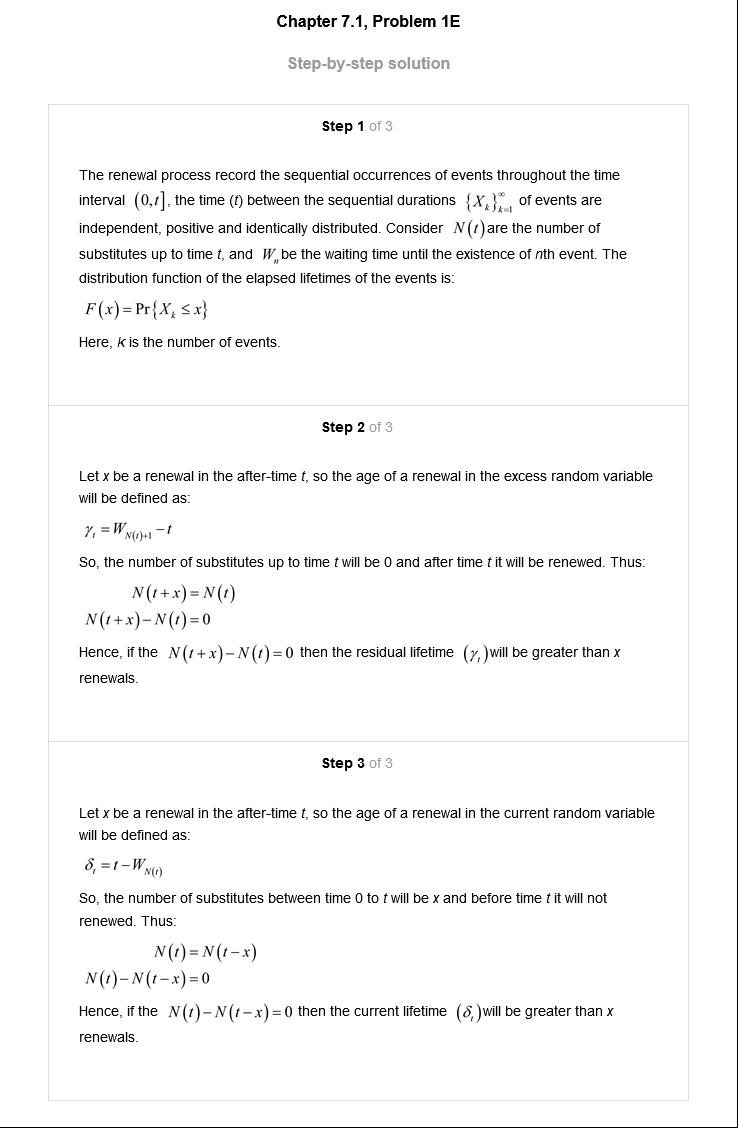 Chapter 7.1, Problem 1E
Step-by-step solution
Step 1 of 3
The renewal process record the sequential occurrences of events throughout the time
interval (0,t], the time (t) between the sequential durations {X_k}_{k=1}^∞ of events are
independent, positive and identically distributed. Consider N(t)are the number of
substitutes up to time t, and W_n be the waiting time until the existence of nth event. The
distribution function of the elapsed lifetimes of the events is:
F(x)=Pr{X_k ≤ x}
Here, k is the number of events.
Step 2 of 3
Let x be a renewal in the after-time t, so the age of a renewal in the excess random variable
will be defined as:
γ_t = W_{N(t)+1} − t
So, the number of substitutes up to time t will be 0 and after time t it will be renewed. Thus:
N(t+x) = N(t)
N(t+x) − N(t) = 0
Hence, if the N(t+x) − N(t) = 0 then the residual lifetime (γ_t)will be greater than x
renewals.
Step 3 of 3
Let x be a renewal in the after-time t, so the age of a renewal in the current random variable
will be defined as:
δ_t = t − W_{N(t)}
So, the number of substitutes between time 0 to t will be x and before time t it will not
renewed. Thus:
N(t) = N(t−x)
N(t) − N(t−x) = 0
Hence, if the N(t) − N(t−x) = 0 then the current lifetime (δ_t)will be greater than x
renewals.